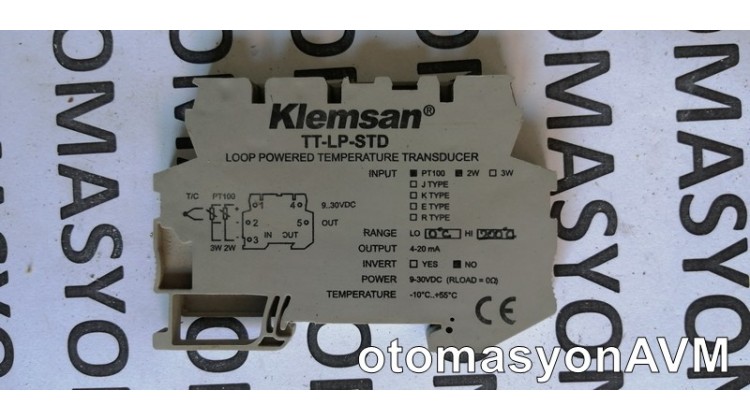 Klemsan®
TT-LP-STD
LOOP POWERED TEMPERATURE TRANSDUCER
INPUT PT100 2W 3W
J TYPE
K TYPE
E TYPE
R TYPE
T/C PT100 1 4 9..30VDC
2 5 OUT
3 IN OUT
3W 2W
RANGE LO 0°C HI
OUTPUT 4-20 mA
INVERT YES NO
POWER 9-30VDC (RLOAD = 0Ω)
TEMPERATURE -10°C..+55°C
CE
otomasyonAVM